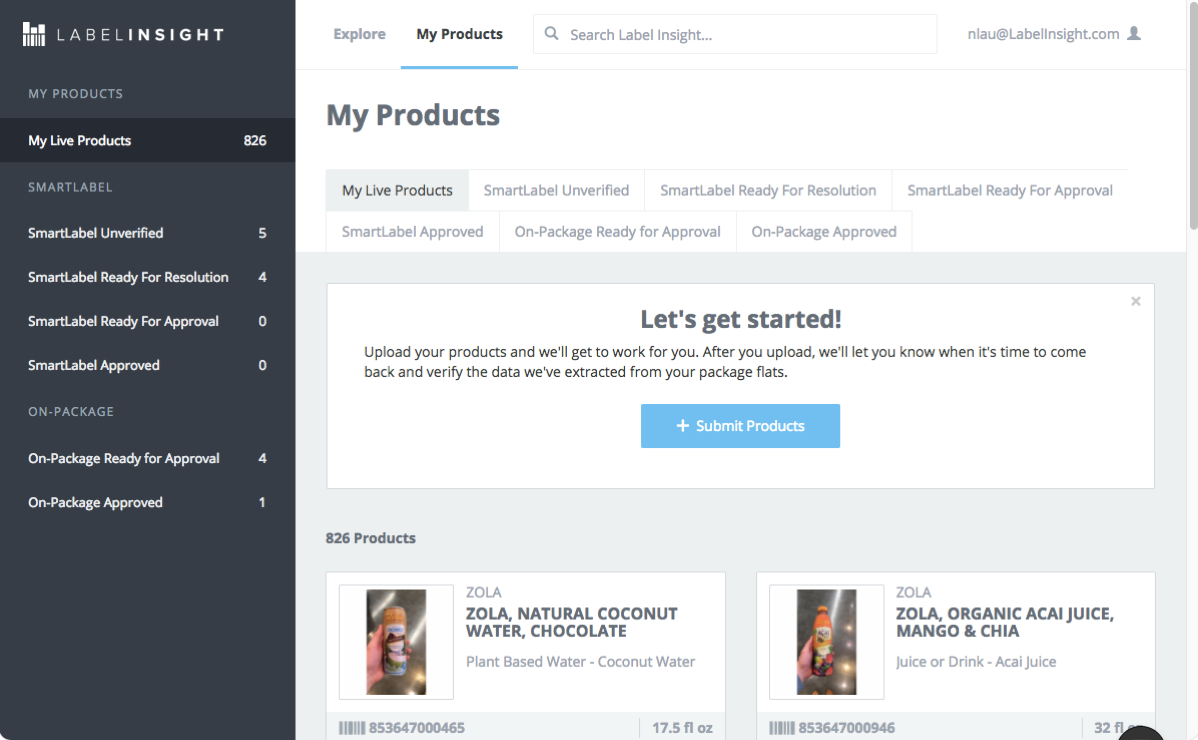 LABELINSIGHT
MY PRODUCTS
My Live Products 826
SMARTLABEL
SmartLabel Unverified 5
SmartLabel Ready For Resolution 4
SmartLabel Ready For Approval 0
SmartLabel Approved 0
ON-PACKAGE
On-Package Ready for Approval 4
On-Package Approved 1
Explore My Products Search Label Insight... nlau@LabelInsight.com
My Products
My Live Products SmartLabel Unverified SmartLabel Ready For Resolution SmartLabel Ready For Approval
SmartLabel Approved On-Package Ready for Approval On-Package Approved
×
Let's get started!
Upload your products and we'll get to work for you. After you upload, we'll let you know when it's time to come
back and verify the data we've extracted from your package flats.
+ Submit Products
826 Products
ZOLA
ZOLA, NATURAL COCONUT
WATER, CHOCOLATE
Plant Based Water - Coconut Water
853647000465 17.5 fl oz
ZOLA
ZOLA, ORGANIC ACAI JUICE,
MANGO & CHIA
Juice or Drink - Acai Juice
853647000946 32 fl